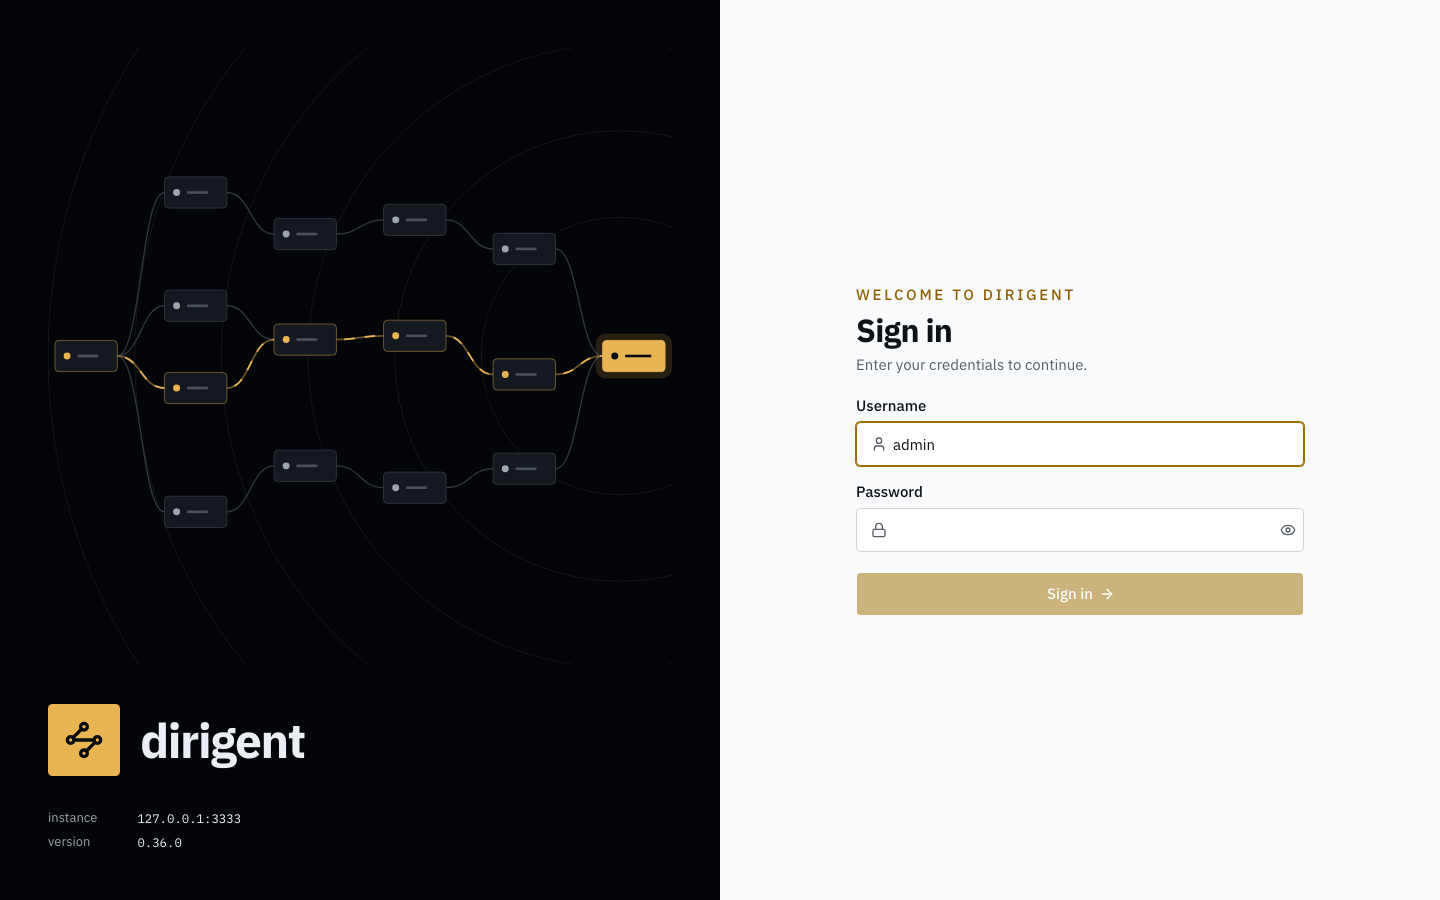 dirigent
instance 127.0.0.1:3333
version 0.36.0
WELCOME TO DIRIGENT
Sign in
Enter your credentials to continue.
Username
admin
Password
Sign in →